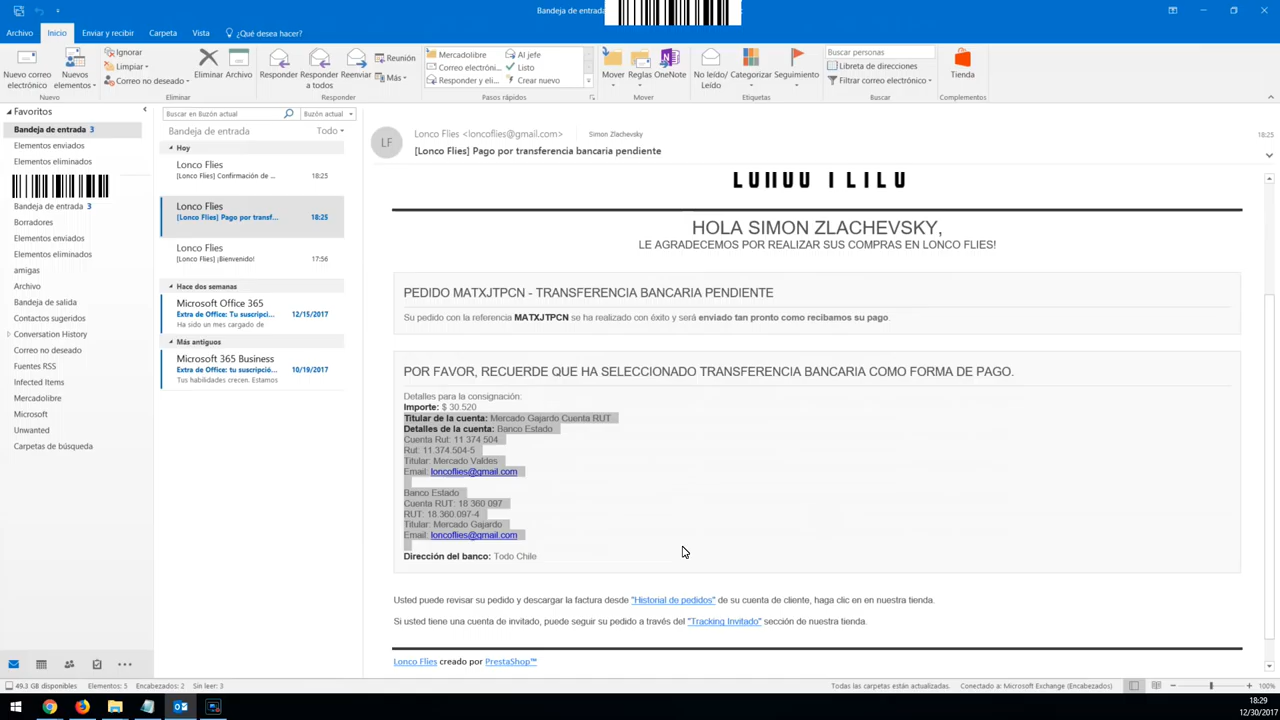 Bandeja de entrada
Archivo
Inicio
Enviar y recibir
Carpeta
Vista
¿Qué desea hacer?
Nuevo correo electrónico
Nuevos elementos
Nuevo
Ignorar
Limpiar
Correo no deseado
Eliminar
Archivo
Eliminar
Responder
Responder a todos
Reenviar
Reunión
Más
Responder
Mercadolibre
Correo electróni...
Responder y eli...
Al jefe
Listo
Crear nuevo
Pasos rápidos
Mover
Reglas
OneNote
Mover
No leído/ Leído
Categorizar
Seguimiento
Etiquetas
Buscar personas
Libreta de direcciones
Filtrar correo electrónico
Buscar
Tienda
Complementos
Favoritos
Bandeja de entrada 3
Elementos enviados
Elementos eliminados
Bandeja de entrada 3
Borradores
Elementos enviados
Elementos eliminados
amigas
Archivo
Bandeja de salida
Contactos sugeridos
Conversation History
Correo no deseado
Fuentes RSS
Infected Items
Mercadolibre
Microsoft
Unwanted
Carpetas de búsqueda
Buscar en Buzón actual
Buzón actual
Bandeja de entrada
Todo
Hoy
Lonco Flies
[Lonco Flies] Confirmación de ... 18:25
Lonco Flies
[Lonco Flies] Pago por transf... 18:25
Lonco Flies
[Lonco Flies] ¡Bienvenido! 17:56
Hace dos semanas
Microsoft Office 365
Extra de Office: Tu suscripci... 12/15/2017
Ha sido un mes cargado de
Más antiguos
Microsoft 365 Business
Extra de Office: tu suscripció... 10/19/2017
Tus habilidades crecen. Estamos
LF
Lonco Flies <loncoflies@gmail.com> Simon Zlachevsky 18:25
[Lonco Flies] Pago por transferencia bancaria pendiente
HOLA SIMON ZLACHEVSKY,
LE AGRADECEMOS POR REALIZAR SUS COMPRAS EN LONCO FLIES!
PEDIDO MATXJTPCN - TRANSFERENCIA BANCARIA PENDIENTE
Su pedido con la referencia MATXJTPCN se ha realizado con éxito y será enviado tan pronto como recibamos su pago.
POR FAVOR, RECUERDE QUE HA SELECCIONADO TRANSFERENCIA BANCARIA COMO FORMA DE PAGO.
Detalles para la consignación:
Importe: $ 30.520
Titular de la cuenta: Mercado Gajardo Cuenta RUT
Detalles de la cuenta: Banco Estado
Cuenta Rut: 11 374 504
Rut: 11.374.504-5
Titular: Mercado Valdes
Email: loncoflies@gmail.com
Banco Estado
Cuenta RUT: 18 360 097
RUT: 18.360.097-4
Titular: Mercado Gajardo
Email: loncoflies@gmail.com
Dirección del banco: Todo Chile
Usted puede revisar su pedido y descargar la factura desde "Historial de pedidos" de su cuenta de cliente, haga clic en en nuestra tienda.
Si usted tiene una cuenta de invitado, puede seguir su pedido a través del "Tracking Invitado" sección de nuestra tienda.
Lonco Flies creado por PrestaShop™
49.3 GB disponibles Elementos: 5 Encabezados: 2 Sin leer: 3
Todas las carpetas están actualizadas. Conectado a: Microsoft Exchange (Encabezados) 100%
18:29
12/30/2017